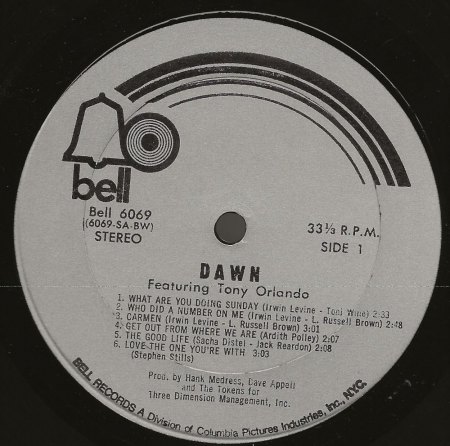 bell
Bell 6069
(6069-SA-BW)
STEREO
33⅓ R.P.M.
SIDE 1
DAWN
Featuring Tony Orlando
1. WHAT ARE YOU DOING SUNDAY (Irwin Levine - Toni Wine) 2:33
2. WHO DID A NUMBER ON ME (Irwin Levine - L. Russell Brown) 2:48
3. CARMEN (Irwin Levine - L. Russell Brown) 3:01
4. GET OUT FROM WHERE WE ARE (Ardith Polley) 2:07
5. THE GOOD LIFE (Sacha Distel - Jack Reardon) 2:08
6. LOVE-THE ONE YOU'RE WITH 3:03
(Stephen Stills)
Prod. by Hank Medress, Dave Appell
and The Tokens for
Three Dimension Management, Inc.
BELL RECORDS A Division of Columbia Pictures Industries, Inc., NYC.